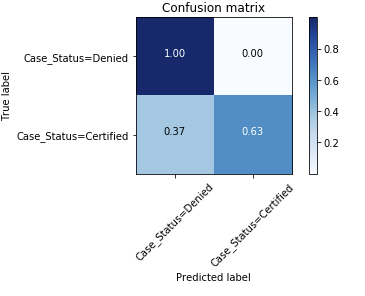 Confusion matrix
True label
Case_Status=Denied
1.00 0.00
Case_Status=Certified
0.37 0.63
0.8
0.6
0.4
0.2
Case_Status=Denied
Case_Status=Certified
Predicted label